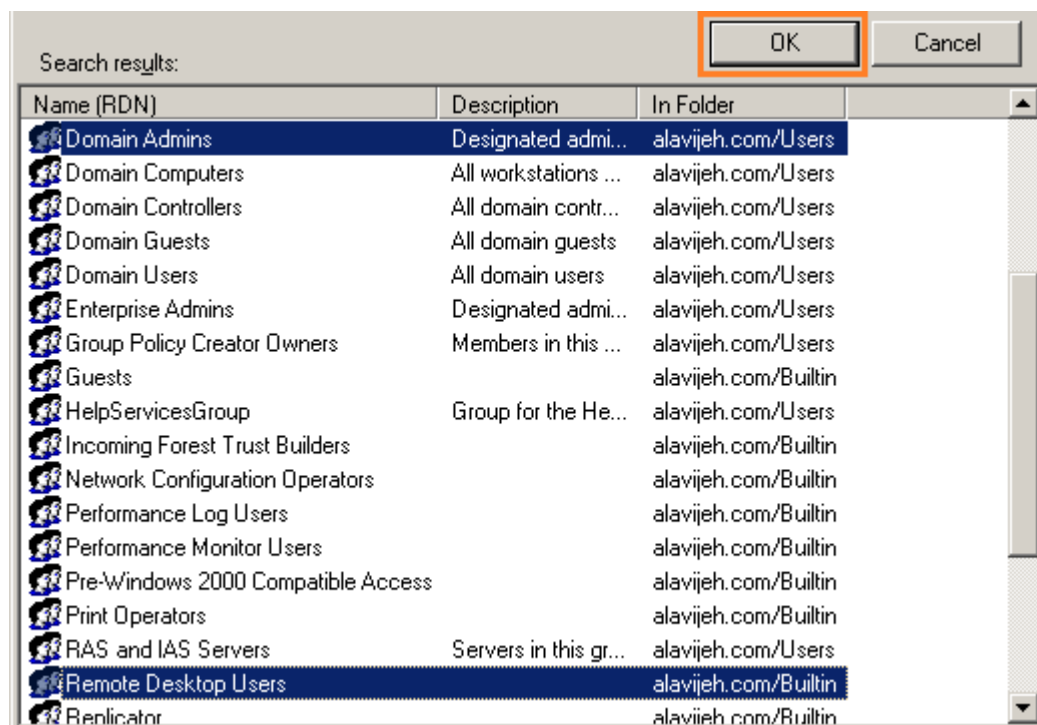 OK Cancel
Search results:
Name (RDN) Description In Folder
Domain Admins Designated admi... alavijeh.com/Users
Domain Computers All workstations ... alavijeh.com/Users
Domain Controllers All domain contr... alavijeh.com/Users
Domain Guests All domain guests alavijeh.com/Users
Domain Users All domain users alavijeh.com/Users
Enterprise Admins Designated admi... alavijeh.com/Users
Group Policy Creator Owners Members in this ... alavijeh.com/Users
Guests alavijeh.com/Builtin
HelpServicesGroup Group for the He... alavijeh.com/Users
Incoming Forest Trust Builders alavijeh.com/Builtin
Network Configuration Operators alavijeh.com/Builtin
Performance Log Users alavijeh.com/Builtin
Performance Monitor Users alavijeh.com/Builtin
Pre-Windows 2000 Compatible Access alavijeh.com/Builtin
Print Operators alavijeh.com/Builtin
RAS and IAS Servers Servers in this gr... alavijeh.com/Users
Remote Desktop Users alavijeh.com/Builtin
Replicator alavijeh.com/Builtin